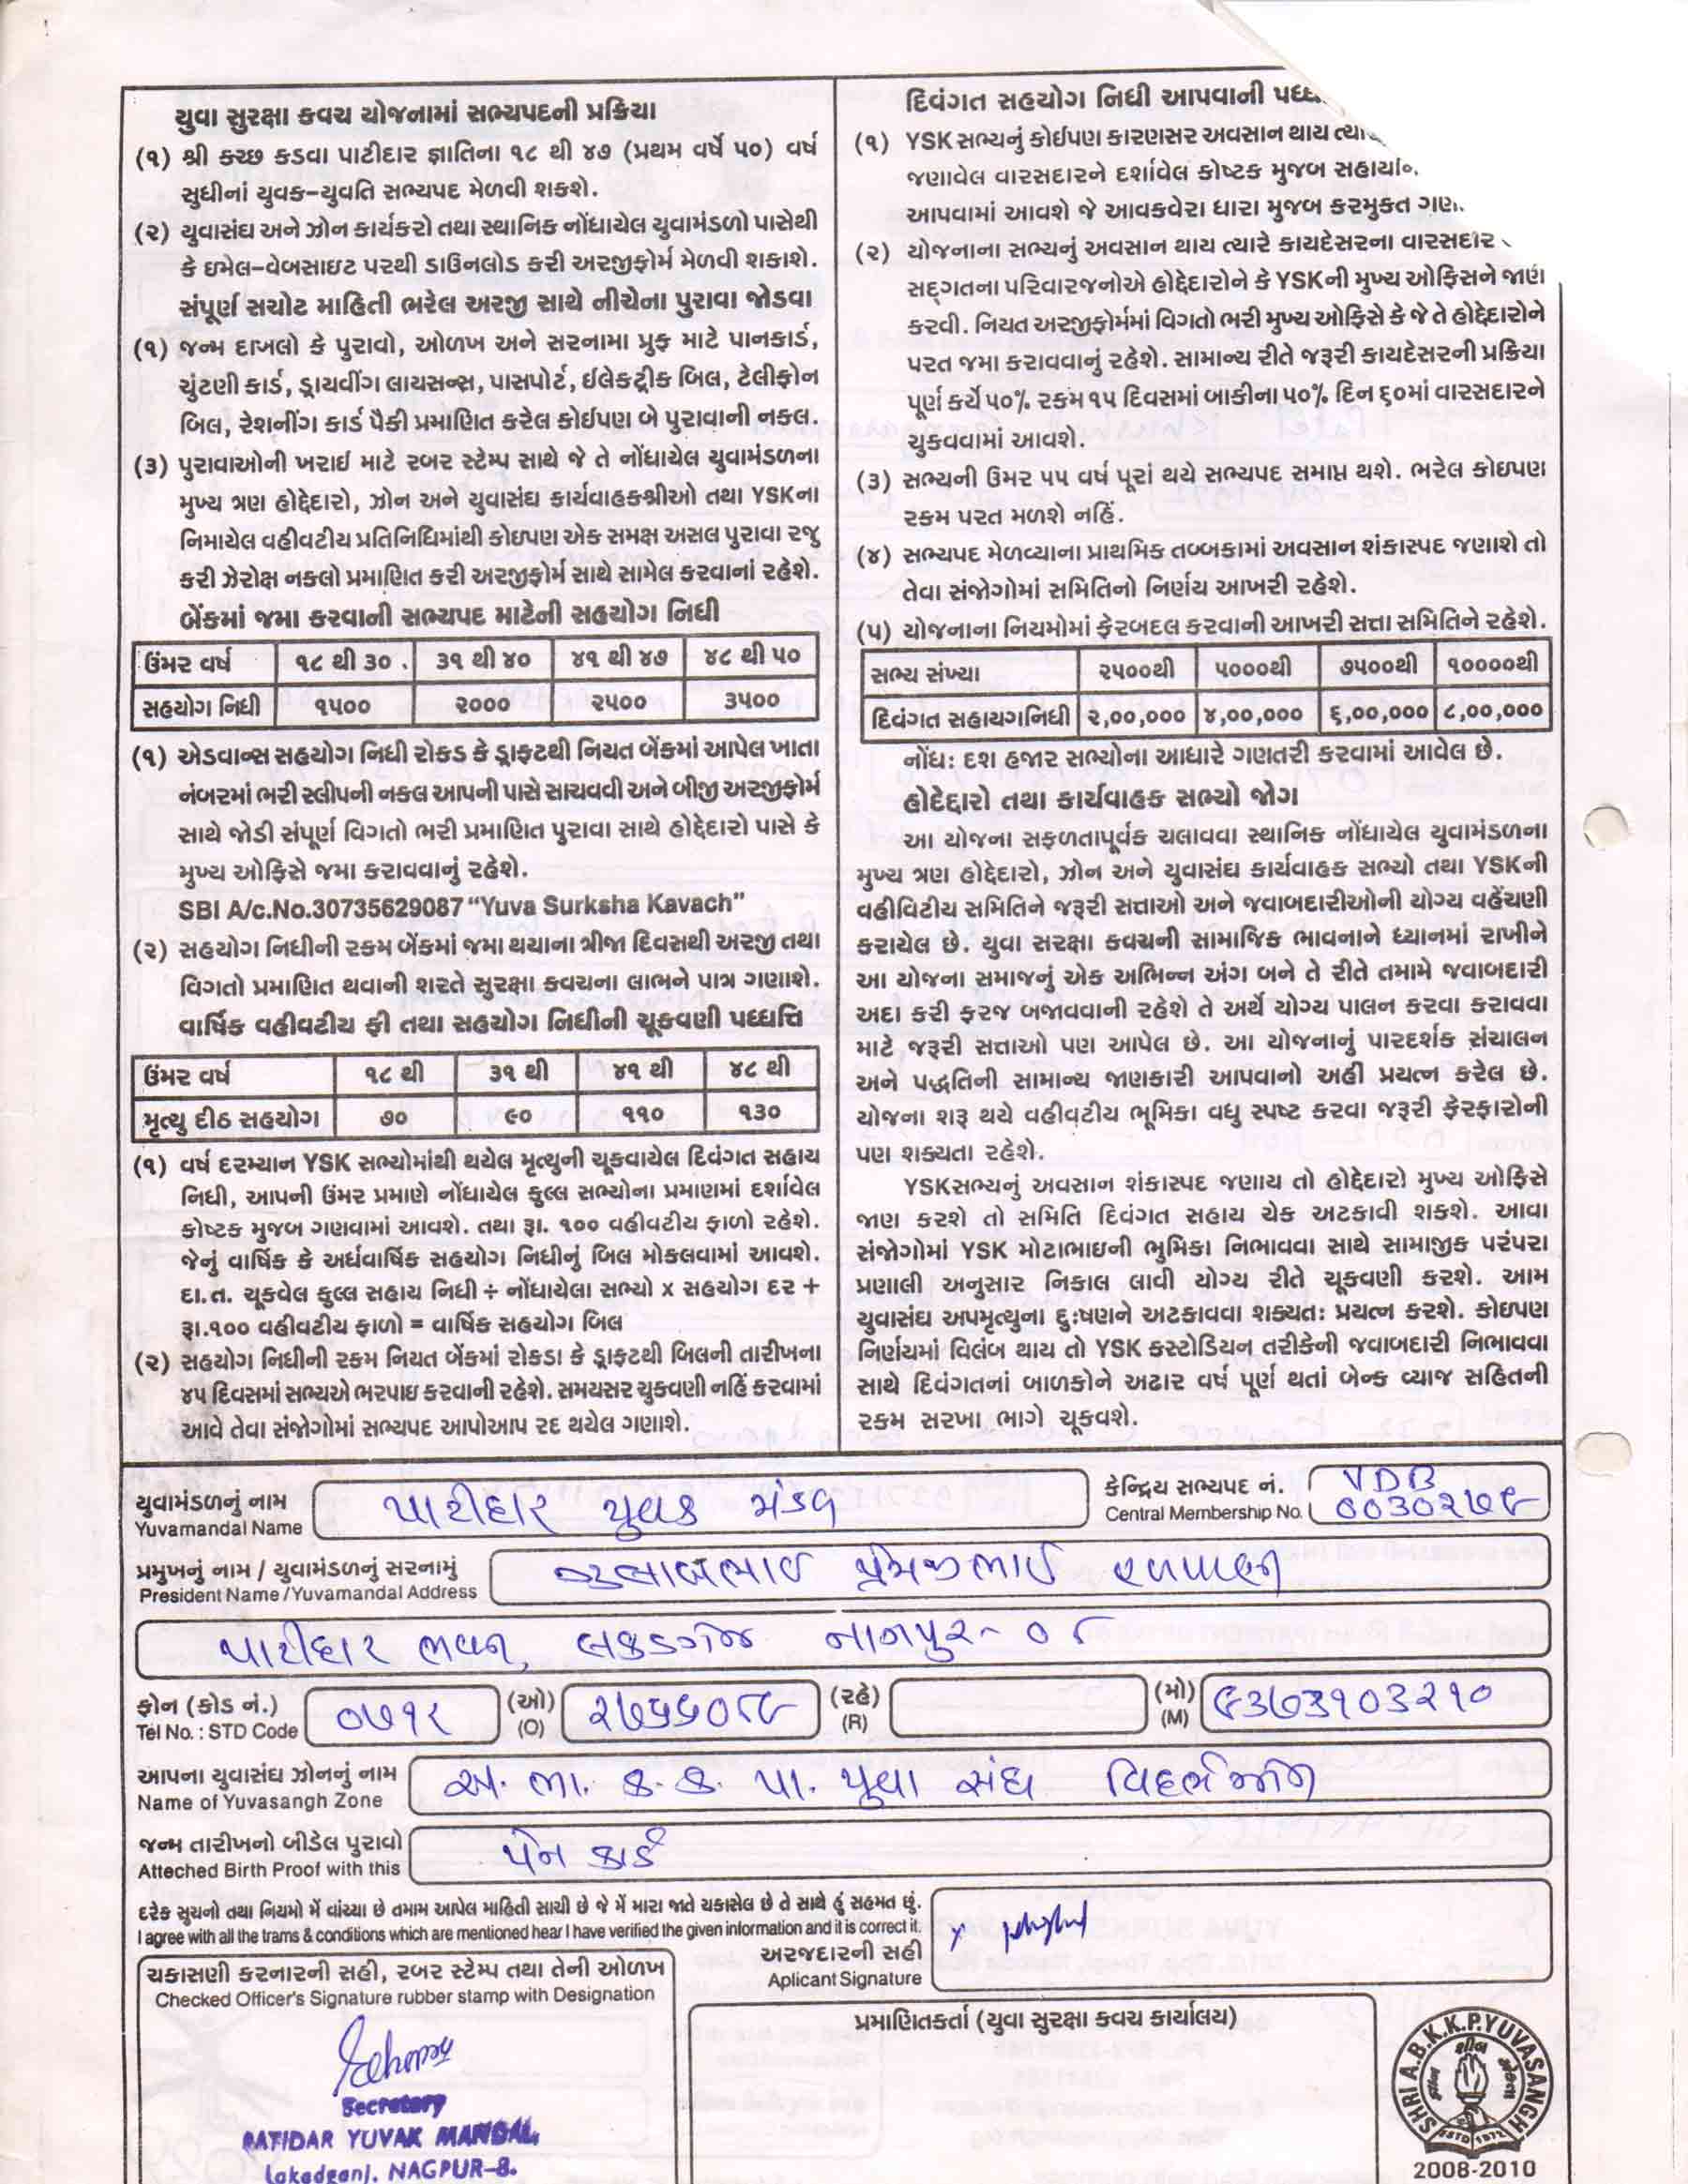 યુવા સુરક્ષા કવચ યોજનામાં સભ્યપદની પ્રક્રિયા
(૧) શ્રી કચ્છ કડવા પાટીદાર જ્ઞાતિના ૧૮ થી ૪૭ (પ્રથમ વર્ષે ૫૦) વર્ષ
સુધીનાં યુવક-યુવતિ સભ્યપદ મેળવી શકશે.
(૨) યુવાસંઘ અને ઝોન કાર્યકરો તથા સ્થાનિક નોંધાયેલ યુવામંડળો પાસેથી
કે ઇમેલ-વેબસાઇટ પરથી ડાઉનલોડ કરી અરજીફોર્મ મેળવી શકાશે.
સંપૂર્ણ સચોટ માહિતી ભરેલ અરજી સાથે નીચેના પુરાવા જોડવા
(૧) જન્મ દાખલો કે પુરાવો, ઓળખ અને સરનામા પ્રુફ માટે પાનકાર્ડ,
ચુંટણી કાર્ડ, ડ્રાયવીંગ લાયસન્સ, પાસપોર્ટ, ઈલેકટ્રીક બિલ, ટેલીફોન
બિલ, રેશનીંગ કાર્ડ પૈકી પ્રમાણિત કરેલ કોઈપણ બે પુરાવાની નકલ.
(૩) પુરાવાઓની ખરાઇ માટે રબર સ્ટેમ્પ સાથે જે તે નોંધાયેલ યુવામંડળના
મુખ્ય ત્રણ હોદ્દેદારો, ઝોન અને યુવાસંઘ કાર્યવાહકશ્રીઓ તથા YSKના
નિમાયેલ વહીવટીય પ્રતિનિધિમાંથી કોઇપણ એક સમક્ષ અસલ પુરાવા રજુ
કરી ઝેરોક્ષ નકલો પ્રમાણિત કરી અરજીફોર્મ સાથે સામેલ કરવાનાં રહેશે.
બેંકમાં જમા કરવાની સભ્યપદ માટેની સહયોગ નિધી
ઉંમર વર્ષ ૧૮ થી ૩૦ . ૩૧ થી ૪૦ ૪૧ થી ૪૭ ૪૮ થી ૫૦
સહયોગ નિધી ૧૫૦૦ ૨૦૦૦ ૨૫૦૦ ૩૫૦૦
(૧) એડવાન્સ સહયોગ નિધી રોકડ કે ડ્રાફટથી નિયત બેંકમાં આપેલ ખાતા
નંબરમાં ભરી સ્લીપની નકલ આપની પાસે સાચવવી અને બીજી અરજીફોર્મ
સાથે જોડી સંપૂર્ણ વિગતો ભરી પ્રમાણિત પુરાવા સાથે હોદ્દેદારો પાસે કે
મુખ્ય ઓફિસે જમા કરાવવાનું રહેશે.
SBI A/c.No.30735629087 “Yuva Surksha Kavach”
(૨) સહયોગ નિધીની રકમ બેંકમાં જમા થયાના ત્રીજા દિવસથી અરજી તથા
વિગતો પ્રમાણિત થવાની શરતે સુરક્ષા કવચના લાભને પાત્ર ગણાશે.
વાર્ષિક વહીવટીય ફી તથા સહયોગ નિધીની ચૂકવણી પધ્ધત્તિ
ઉંમર વર્ષ ૧૮ થી ૩૧ થી ૪૧ થી ૪૮ થી
મૃત્યુ દીઠ સહયોગ ૭૦ ૯૦ ૧૧૦ ૧૩૦
(૧) વર્ષ દરમ્યાન YSK સભ્યોમાંથી થયેલ મૃત્યુની ચૂકવાયેલ દિવંગત સહાય
નિધી, આપની ઉંમર પ્રમાણે નોંધાયેલ કુલ્લ સભ્યોના પ્રમાણમાં દર્શાવેલ
કોષ્ટક મુજબ ગણવામાં આવશે. તથા રૂા. ૧૦૦ વહીવટીય ફાળો રહેશે.
જેનું વાર્ષિક કે અર્ધવાર્ષિક સહયોગ નિધીનું બિલ મોકલવામાં આવશે.
દા.ત. ચૂકવેલ કુલ્લ સહાય નિધી ÷ નોંધાયેલા સભ્યો x સહયોગ દર +
રૂા.૧૦૦ વહીવટીય ફાળો = વાર્ષિક સહયોગ બિલ
(૨) સહયોગ નિધીની રકમ નિયત બેંકમાં રોકડા કે ડ્રાફટથી બિલની તારીખના
૪૫ દિવસમાં સભ્યએ ભરપાઇ કરવાની રહેશે. સમયસર ચુકવણી નહિં કરવામાં
આવે તેવા સંજોગોમાં સભ્યપદ આપોઆપ રદ થયેલ ગણાશે.
દિવંગત સહયોગ નિધી આપવાની
(૧) YSK સભ્યનું કોઈપણ કારણસર અવસાન થાય
જણાવેલ વારસદારને દર્શાવેલ કોષ્ટક મુજબ
આપવામાં આવશે જે આવકવેરા ધારા મુજબ કરમુકત
(૨) યોજનાના સભ્યનું અવસાન થાય ત્યારે કાયદેસરના વારસદાર
સદ્ગતના પરિવારજનોએ હોદ્દેદારોને કે YSKની મુખ્ય ઓફિસને જાણ
કરવી. નિયત અરજીફોર્મમાં વિગતો ભરી મુખ્ય ઓફિસે કે જે તે હોદ્દેદારોને
પરત જમા કરાવવાનું રહેશે. સામાન્ય રીતે જરૂરી કાયદેસરની પ્રક્રિયા
પૂર્ણ કર્યે ૫૦% રકમ ૧૫ દિવસમાં બાકીના ૫૦% દિન ૬૦માં વારસદારને
ચુકવવામાં આવશે.
(૩) સભ્યની ઉમર ૫૫ વર્ષ પૂરાં થયે સભ્યપદ સમાપ્ત થશે. ભરેલ કોઇપણ
રકમ પરત મળશે નહિં.
(૪) સભ્યપદ મેળવ્યાના પ્રાથમિક તબ્બકામાં અવસાન શંકાસ્પદ જણાશે તો
તેવા સંજોગોમાં સમિતિનો નિર્ણય આખરી રહેશે.
(૫) યોજનાના નિયમોમાં ફેરબદલ કરવાની આખરી સત્તા સમિતિને રહેશે.
સભ્ય સંખ્યા ૨૫૦૦થી ૫૦૦૦થી ૭૫૦૦થી ૧૦૦૦૦થી
દિવંગત સહાયગનિધી ૨,૦૦,૦૦૦ ૪,૦૦,૦૦૦ ૬,૦૦,૦૦૦ ૮,૦૦,૦૦૦
નોંધ: દશ હજાર સભ્યોના આધારે ગણતરી કરવામાં આવેલ છે.
હોદેદ્દારો તથા કાર્યવાહક સભ્યો જોગ
આ યોજના સફળતાપૂર્વક ચલાવવા સ્થાનિક નોંધાયેલ યુવામંડળના
મુખ્ય ત્રણ હોદ્દેદારો, ઝોન અને યુવાસંઘ કાર્યવાહક સભ્યો તથા YSKની
વહીવિટીય સમિતિને જરૂરી સત્તાઓ અને જવાબદારીઓની યોગ્ય વહેંચણી
કરાયેલ છે. યુવા સરક્ષા કવચની સામાજિક ભાવનાને ધ્યાનમાં રાખીને
આ યોજના સમાજનું એક અભિન્ન અંગ બને તે રીતે તમામે જવાબદારી
અદા કરી ફરજ બજાવવાની રહેશે તે અર્થે યોગ્ય પાલન કરવા કરાવવા
માટે જરૂરી સત્તાઓ પણ આપેલ છે. આ યોજનાનું પારદર્શક સંચાલન
અને પદ્ધતિની સામાન્ય જાણકારી આપવાનો અહી પ્રયત્ન કરેલ છે.
યોજના શરૂ થયે વહીવટીય ભૂમિકા વધુ સ્પષ્ટ કરવા જરૂરી ફેરફારોની
પણ શક્યતા રહેશે.
YSKસભ્યનું અવસાન શંકાસ્પદ જણાય તો હોદ્દેદારો મુખ્ય ઓફિસે
જાણ કરશે તો સમિતિ દિવંગત સહાય ચેક અટકાવી શકશે. આવા
સંજોગોમાં YSK મોટાભાઇની ભુમિકા નિભાવવા સાથે સામાજીક પરંપરા
પ્રણાલી અનુસાર નિકાલ લાવી યોગ્ય રીતે ચૂકવણી કરશે. આમ
યુવાસંઘ અપમૃત્યુના દુઃષણને અટકાવવા શક્યતઃ પ્રયત્ન કરશે. કોઇપણ
નિર્ણયમાં વિલંબ થાય તો YSK કસ્ટોડિયન તરીકેની જવાબદારી નિભાવવા
સાથે દિવંગતનાં બાળકોને અઢાર વર્ષ પૂર્ણ થતાં બેન્ક વ્યાજ સહિતની
રકમ સરખા ભાગે ચૂકવશે.
યુવામંડળનું નામ પાટીદાર યુવક મંડળ કેન્દ્રિય સભ્યપદ નં. VDB
Yuvamandal Name Central Membership No. 0030૨૭૯
પ્રમુખનું નામ / યુવામંડળનું સરનામું ગુલાબભાઈ પ્રેમજીભાઈ
President Name /Yuvamandal Address
પાટીદાર ભવન, લકડગંજ નાગપુર-૦૮
ફોન (કોડ નં.) ૦૭૧૨ (ઓ) ૨૭૬૬૦૮૯ (રહે) (મો) ૯૩૭૩૧૦૩૨૧૦
Tel No. : STD Code (O) (R) (M)
આપના યુવાસંઘ ઝોનનું નામ અ. ભા. ક. ક. પા. યુવા સંઘ વિદર્ભ ઝોન
Name of Yuvasangh Zone
જન્મ તારીખનો બીડેલ પુરાવો પેન કાર્ડ
Atteched Birth Proof with this
દરેક સુચનો તથા નિયમો મેં વાંચ્યા છે તમામ આપેલ માહિતી સાચી છે જે મેં મારા જાતે ચકાસેલ છે તે સાથે હું સહમત છું.
I agree with all the trams & conditions which are mentioned hear I have verified the given information and it is correct it.
અરજદારની સહી
Aplicant Signature
ચકાસણી કરનારની સહી, રબર સ્ટેમ્પ તથા તેની ઓળખ
Checked Officer's Signature rubber stamp with Designation
Secretary
PATIDAR YUVAK MANDAL
Lakadganj, NAGPUR-8.
પ્રમાણિતકર્તા (યુવા સુરક્ષા કવચ કાર્યાલય)
SHRI A.B.K.K.P.YUVASANGH
ESTD 1972
2008-2010